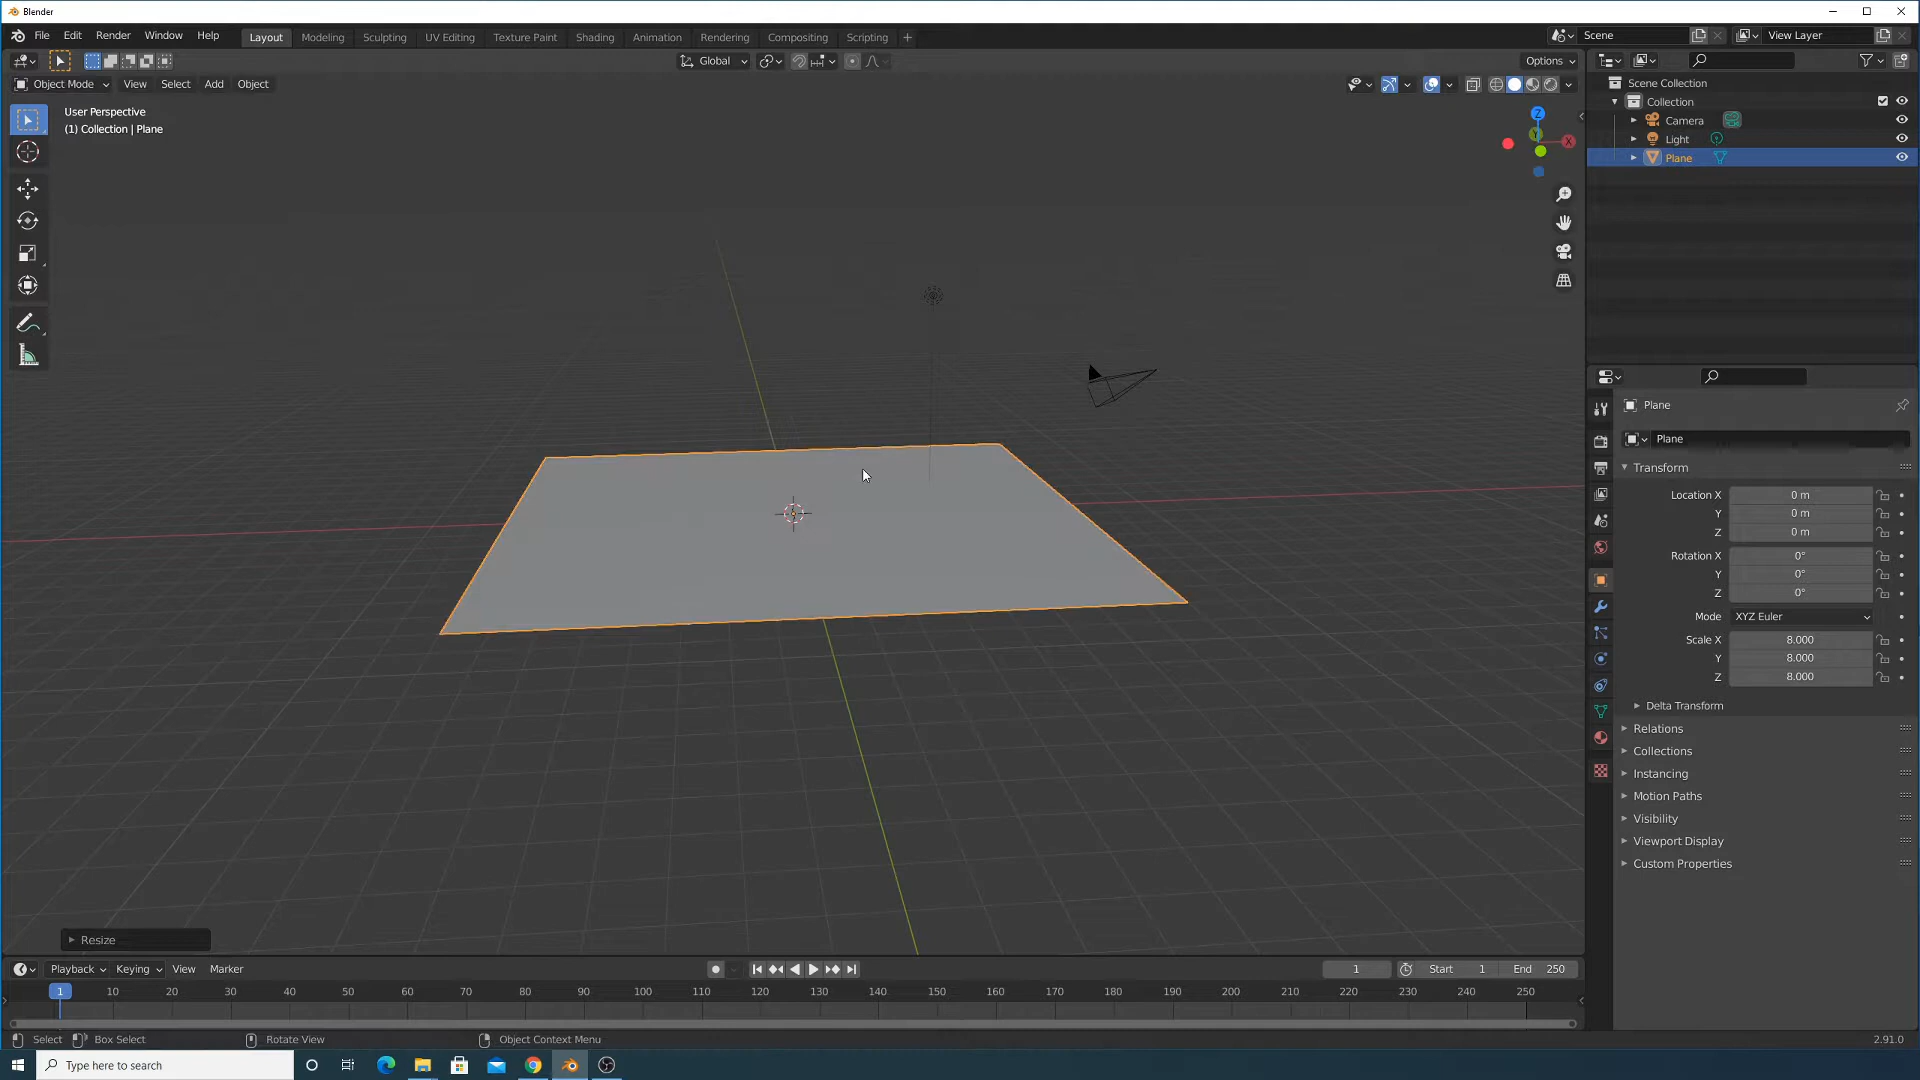 Blender
File Edit Render Window Help Layout Modeling Sculpting UV Editing Texture Paint Shading Animation Rendering Compositing Scripting + Scene View Layer
Global Options
Object Mode View Select Add Object
User Perspective
(1) Collection | Plane
Z
Y
X
Scene Collection
Collection
Camera
Light
Plane
Plane
Plane
Transform
Location X 0 m
Y 0 m
Z 0 m
Rotation X 0°
Y 0°
Z 0°
Mode XYZ Euler
Scale X 8.000
Y 8.000
Z 8.000
Delta Transform
Relations
Collections
Instancing
Motion Paths
Visibility
Viewport Display
Custom Properties
Resize
Playback Keying View Marker 1 Start 1 End 250
1 10 20 30 40 50 60 70 80 90 100 110 120 130 140 150 160 170 180 190 200 210 220 230 240 250
Select Box Select Rotate View Object Context Menu 2.91.0
Type here to search